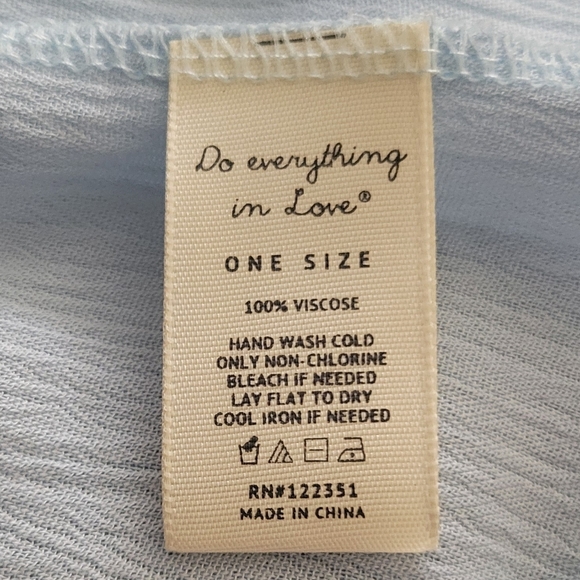 Do everything
in Love®
ONE SIZE
100% VISCOSE
HAND WASH COLD
ONLY NON-CHLORINE
BLEACH IF NEEDED
LAY FLAT TO DRY
COOL IRON IF NEEDED
RN#122351
MADE IN CHINA